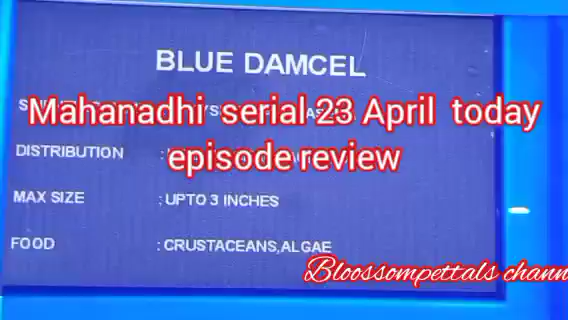 BLUE DAMCEL
Mahanadhi serial 23 April today
episode review
DISTRIBUTION :
MAX SIZE : UPTO 3 INCHES
FOOD : CRUSTACEANS,ALGAE
Bloossompettals chann